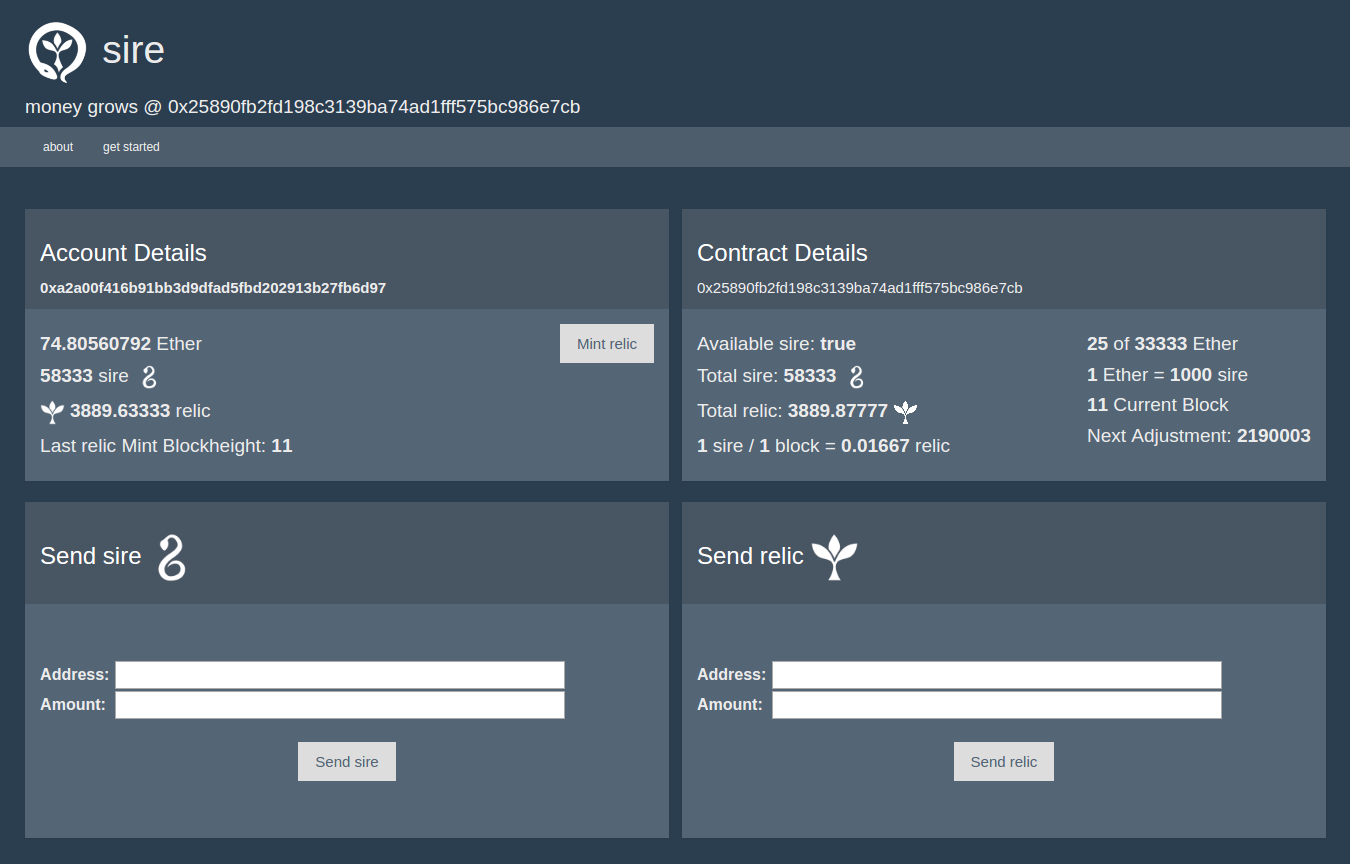 sire
money grows @ 0x25890fb2fd198c3139ba74ad1fff575bc986e7cb
about get started
Account Details
0xa2a00f416b91bb3d9dfad5fbd202913b27fb6d97
74.80560792 Ether
Mint relic
58333 sire
3889.63333 relic
Last relic Mint Blockheight: 11
Contract Details
0x25890fb2fd198c3139ba74ad1fff575bc986e7cb
Available sire: true
Total sire: 58333
Total relic: 3889.87777
1 sire / 1 block = 0.01667 relic
25 of 33333 Ether
1 Ether = 1000 sire
11 Current Block
Next Adjustment: 2190003
Send sire
Address:
Amount:
Send sire
Send relic
Address:
Amount:
Send relic